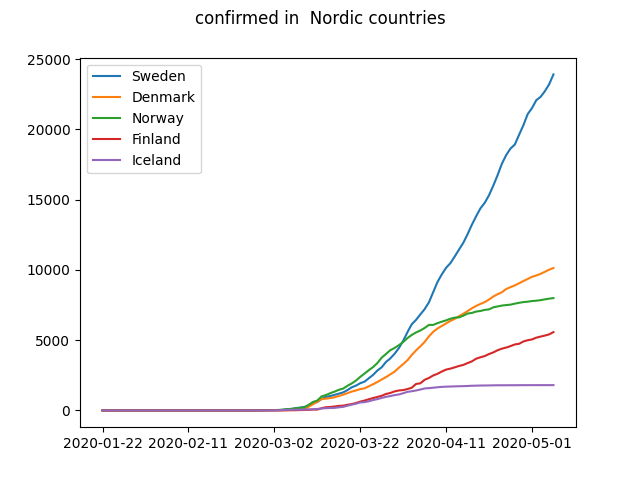 confirmed in  Nordic countries
25000
20000
15000
10000
5000
0
Sweden
Denmark
Norway
Finland
Iceland
2020-01-22 2020-02-11 2020-03-02 2020-03-22 2020-04-11 2020-05-01